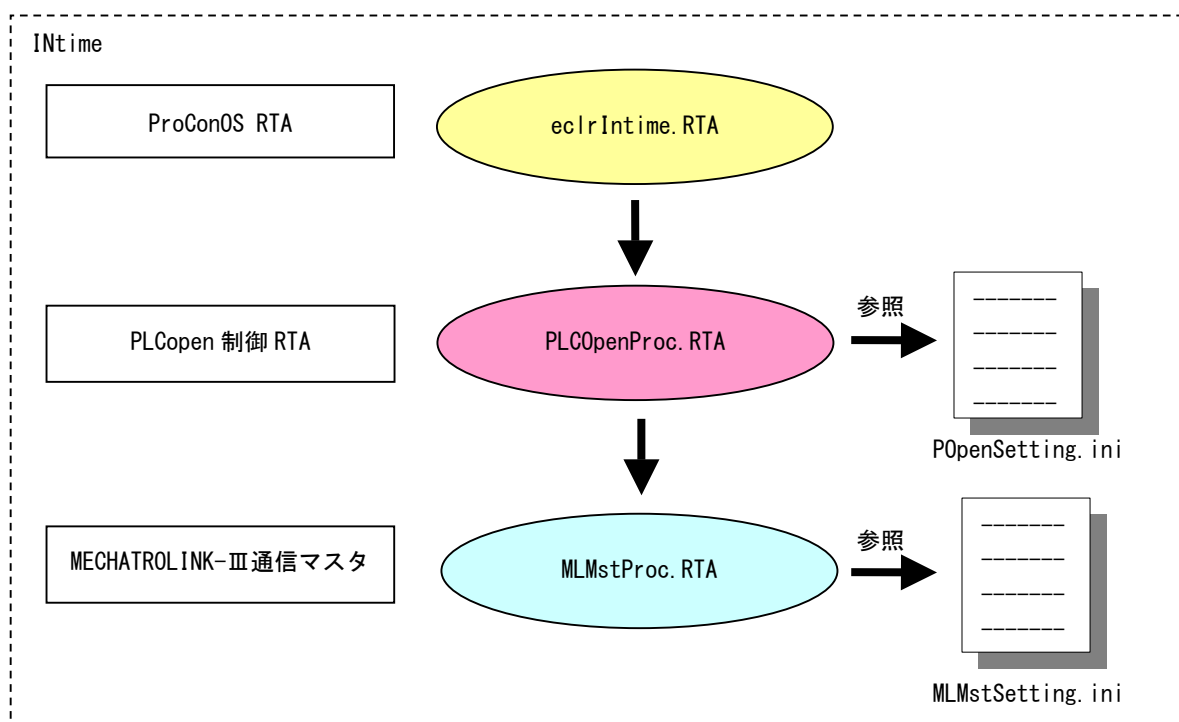 INtime
ProConOS RTA
eclrIntime.RTA
PLCopen 制御 RTA
PLCOpenProc.RTA
参照
POpenSetting.ini
MECHATROLINK-Ⅲ通信マスタ
MLMstProc.RTA
参照
MLMstSetting.ini